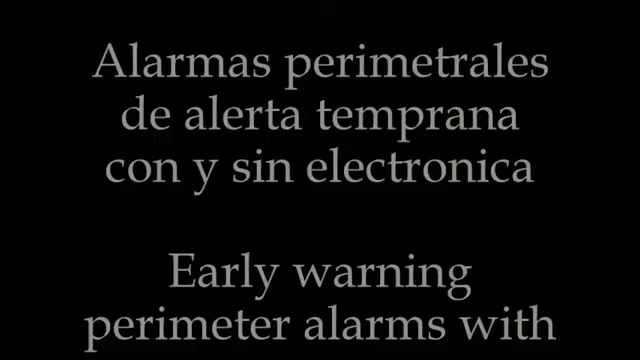 Alarmas perimetrales
de alerta temprana
con y sin electronica
Early warning
perimeter alarms with